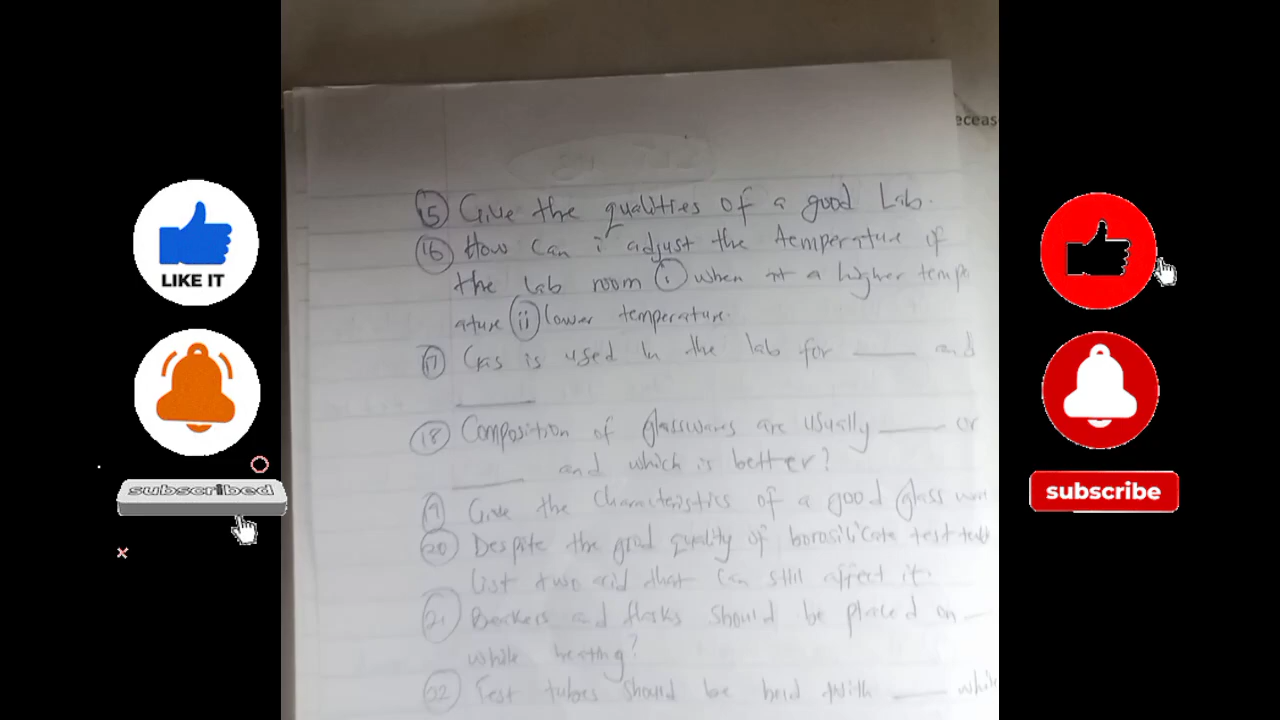 LIKE IT
subscribed
subscribe
eceas
15 Give the qualities of a good Lab.
16 How can i adjust the temperature of
the lab room (i) when at a higher temp
ature (ii) lower temperature.
17 Gas is used in the lab for ____ and
____
18 Composition of glasswares are usually ____ or
____ and which is better?
19 Give the characteristics of a good glass
20 Despite the good quality of borosilicate test
list two acid that can still affect it.
21 Beakers and flasks should be placed on
while heating?
22 Test tubes should be held with ____ while